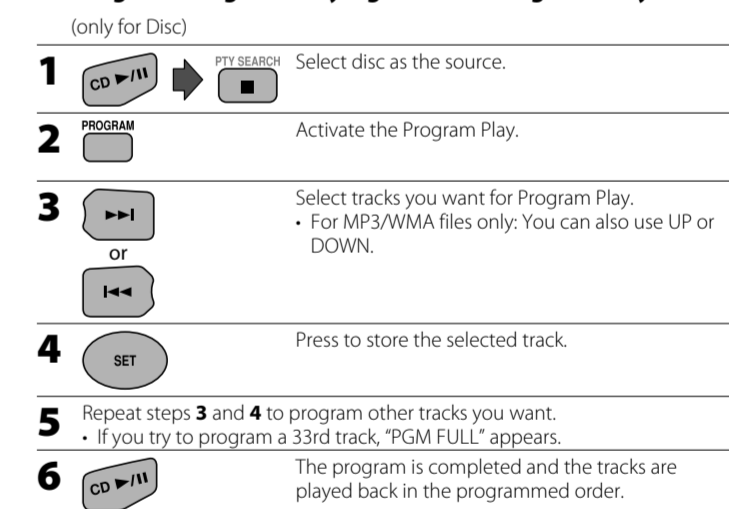 (only for Disc)
1 CD ►/II PTY SEARCH ■ Select disc as the source.
2 PROGRAM Activate the Program Play.
3 ►►I Select tracks you want for Program Play.
• For MP3/WMA files only: You can also use UP or
DOWN.
or
I◄◄
4 SET Press to store the selected track.
5 Repeat steps 3 and 4 to program other tracks you want.
• If you try to program a 33rd track, “PGM FULL” appears.
6 CD ►/II The program is completed and the tracks are
played back in the programmed order.